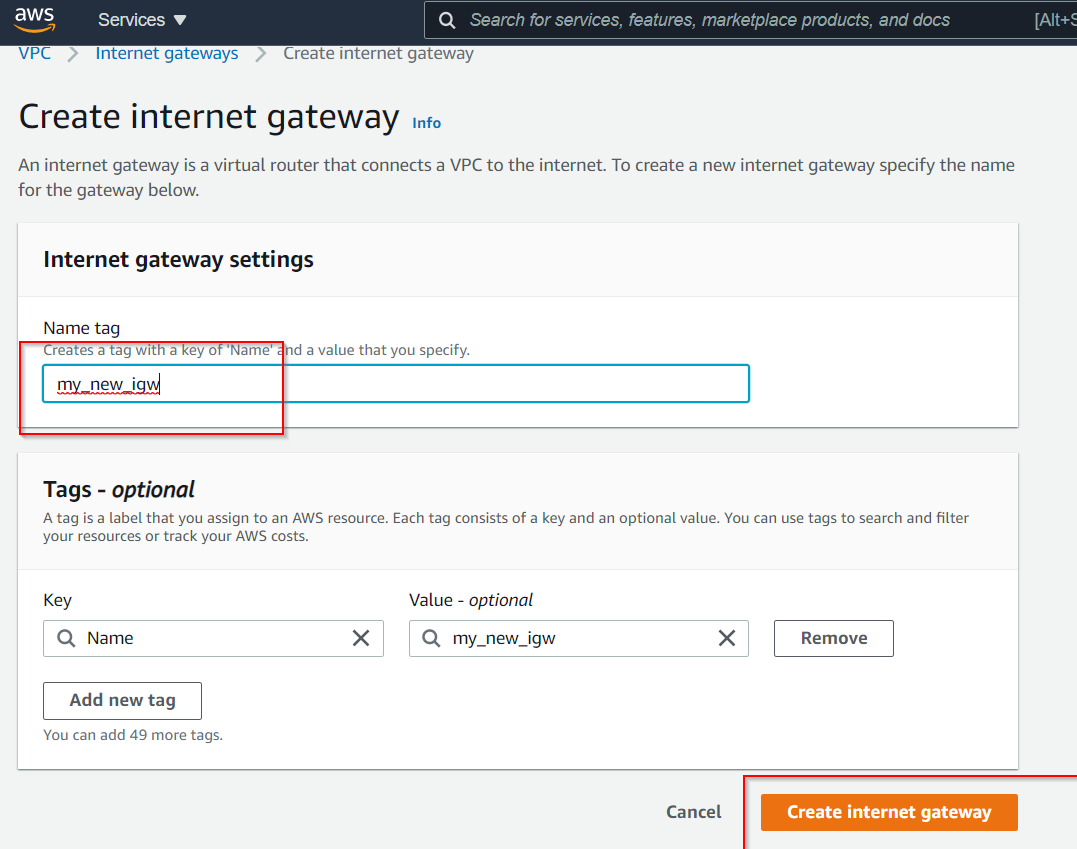 aws Services Search for services, features, marketplace products, and docs [Alt+S
VPC Internet gateways Create internet gateway
Create internet gateway Info
An internet gateway is a virtual router that connects a VPC to the internet. To create a new internet gateway specify the name
for the gateway below.
Internet gateway settings
Name tag
Creates a tag with a key of 'Name' and a value that you specify.
my_new_igw
Tags - optional
A tag is a label that you assign to an AWS resource. Each tag consists of a key and an optional value. You can use tags to search and filter
your resources or track your AWS costs.
Key Value - optional
Name my_new_igw Remove
Add new tag
You can add 49 more tags.
Cancel Create internet gateway